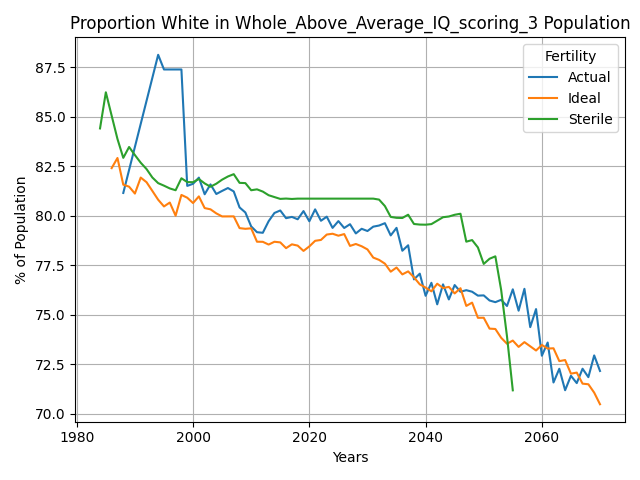 Proportion White in Whole_Above_Average_IQ_scoring_3 Population
Fertility
Actual
Ideal
Sterile
% of Population
87.5
85.0
82.5
80.0
77.5
75.0
72.5
70.0
1980
2000
2020
2040
2060
Years